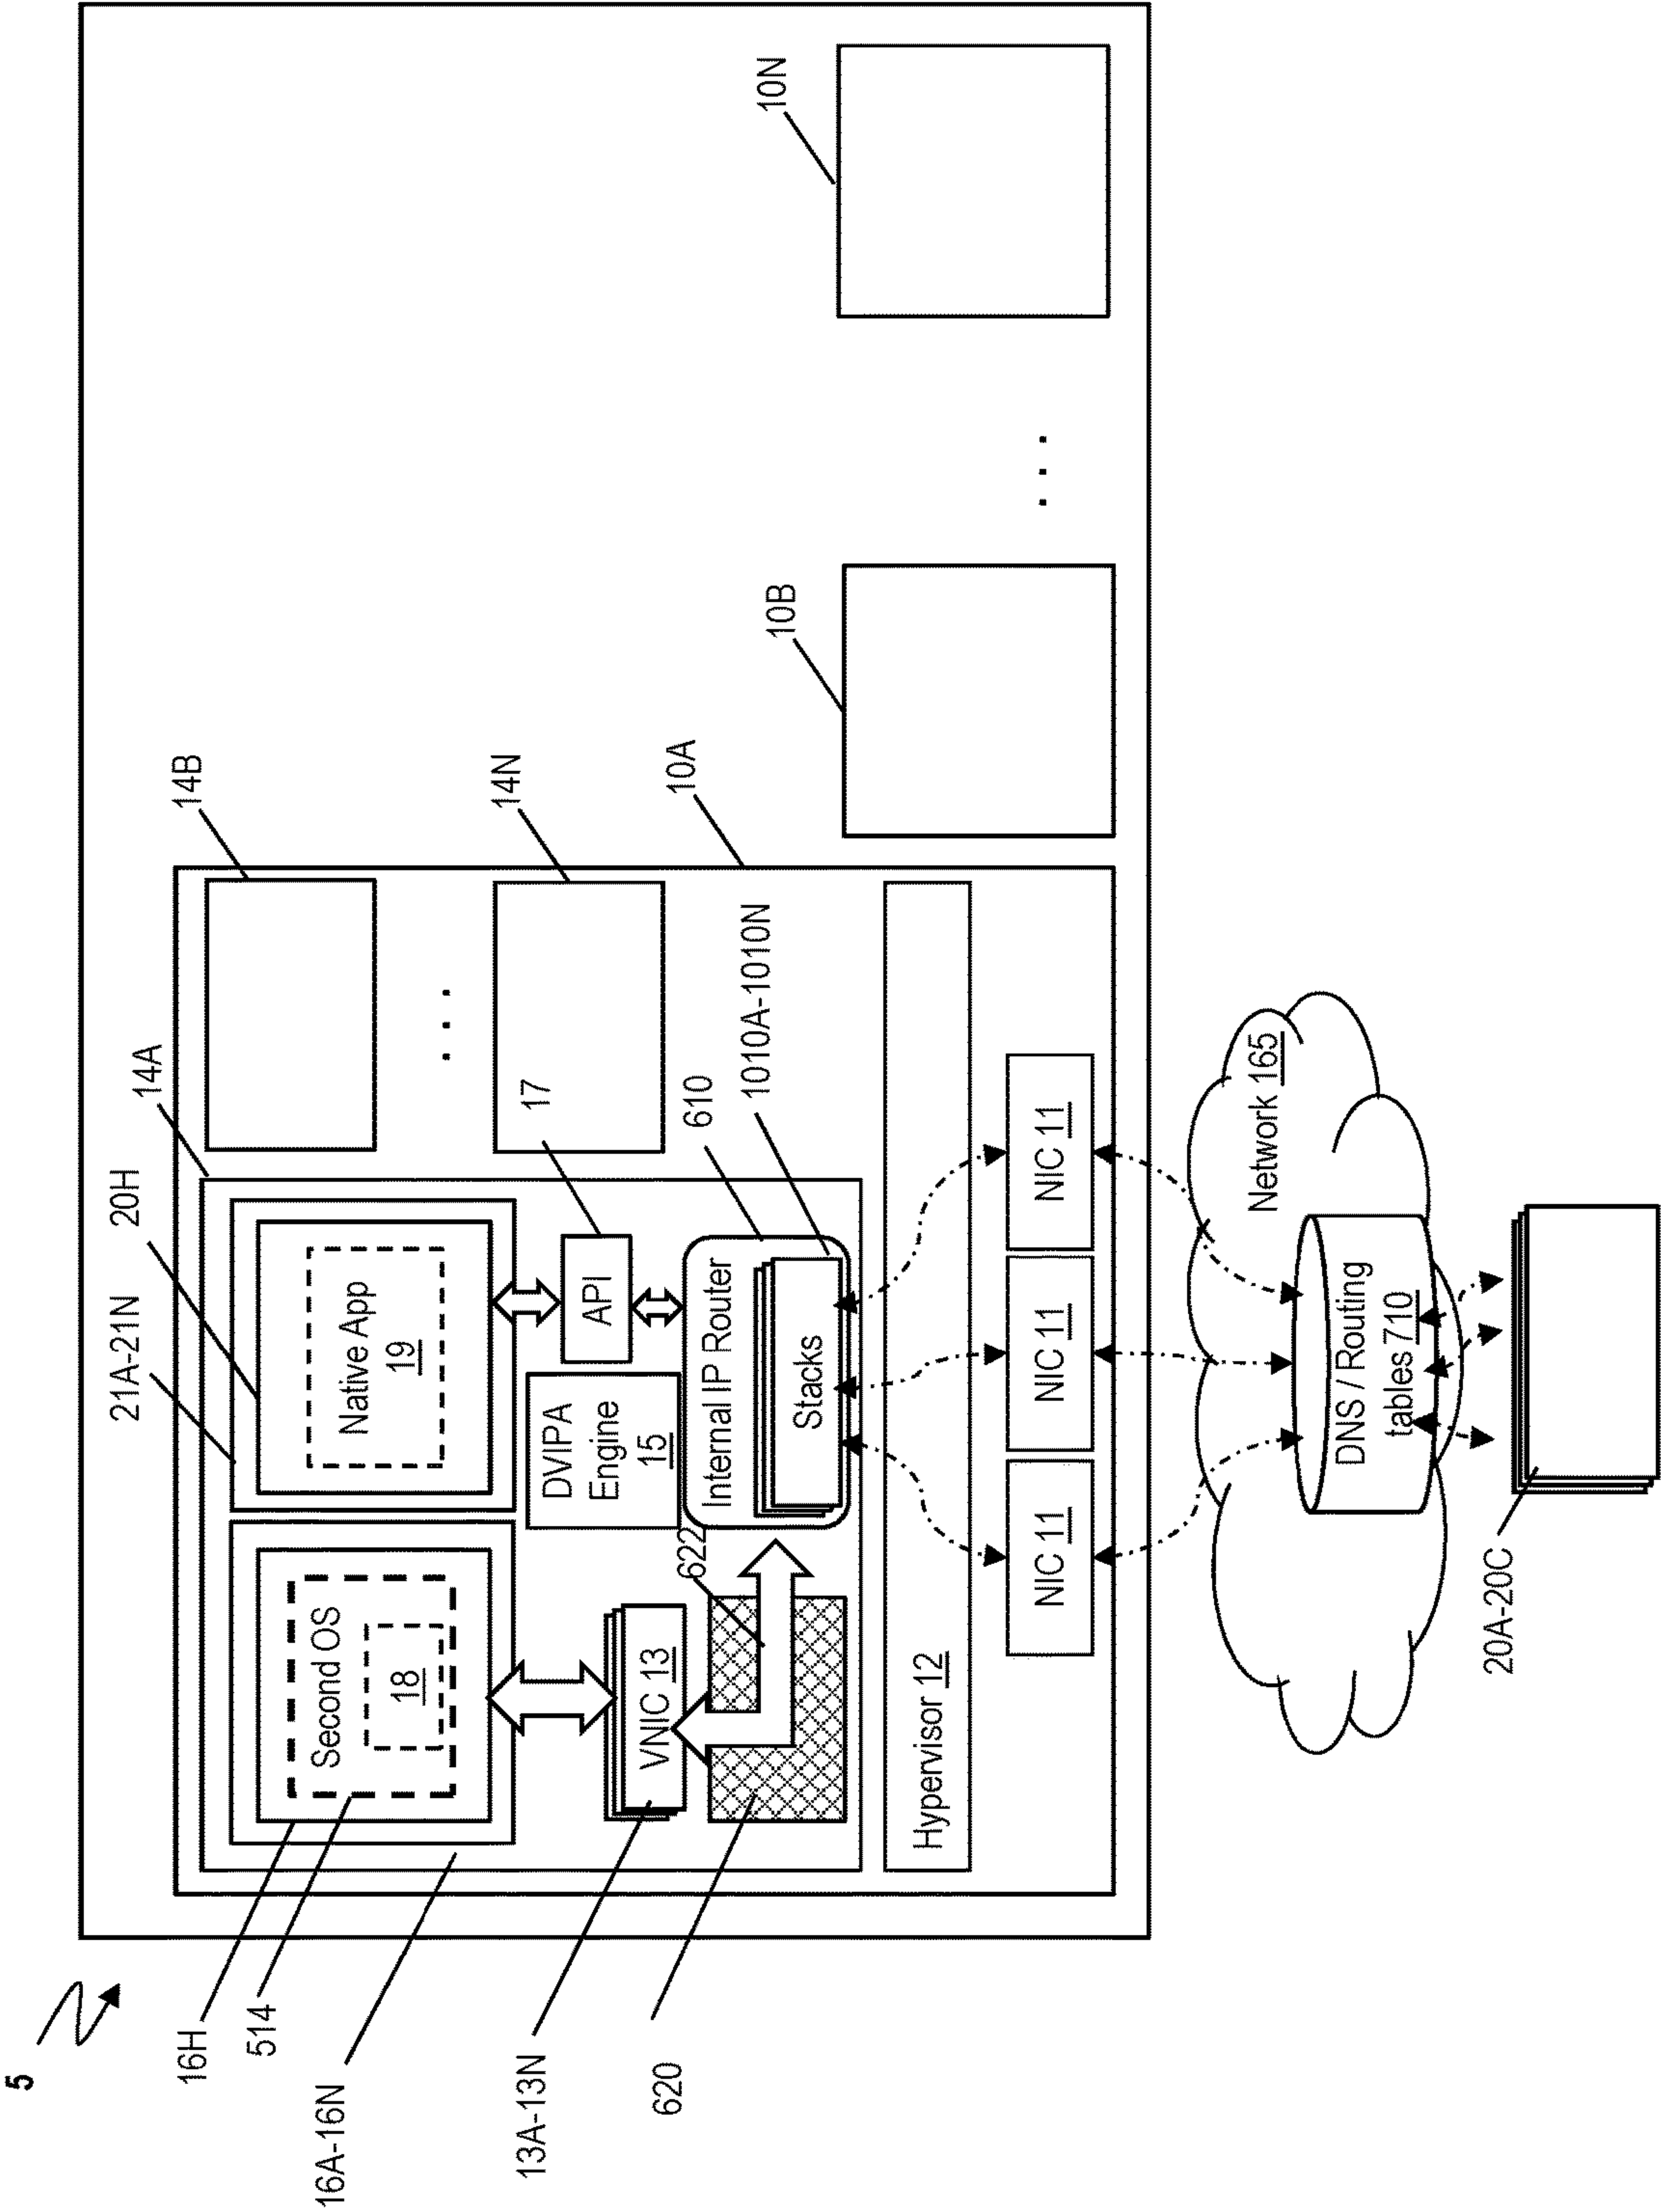 5
16H
514
16A-16N
13A-13N
620
21A-21N
20H
14A
14B
14N
10A
10B
10N
17
610
1010A-1010N
Second OS
18
Native App
19
VNIC 13
622
DVIPA
Engine
15
API
Internal IP Router
Stacks
Hypervisor 12
NIC 11
NIC 11
NIC 11
Network 165
DNS / Routing
tables 710
20A-20C
. . .
. . .